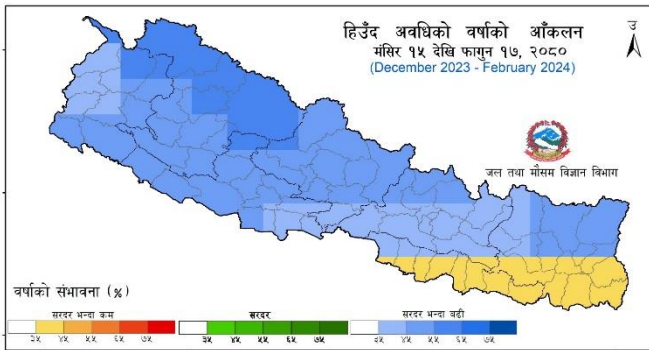 हिउँद अवधिको वर्षाको आँकलन
मंसिर १५ देखि फागुन १७, २०८०
(December 2023 - February 2024)
उ
जल तथा मौसम विज्ञान विभाग
वर्षाको संभावना (%)
सरदर भन्दा कम
सरदर
सरदर भन्दा बढी
३५ ४५ ५५ ६५ ७५
३५ ४५ ५५ ६५ ७५
३५ ४५ ५५ ६५ ७५